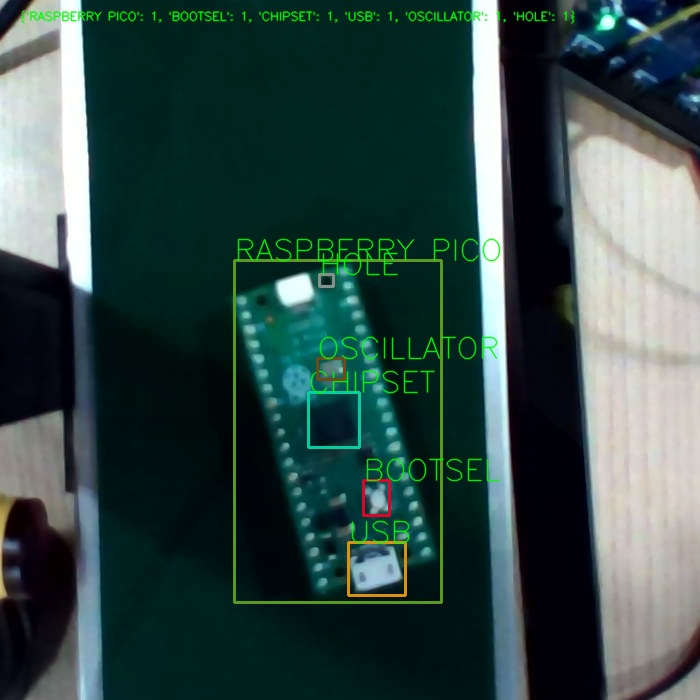 {'RASPBERRY PICO': 1, 'BOOTSEL': 1, 'CHIPSET': 1, 'USB': 1, 'OSCILLATOR': 1, 'HOLE': 1}
RASPBERRY PICO
HOLE
OSCILLATOR
CHIPSET
BOOTSEL
USB